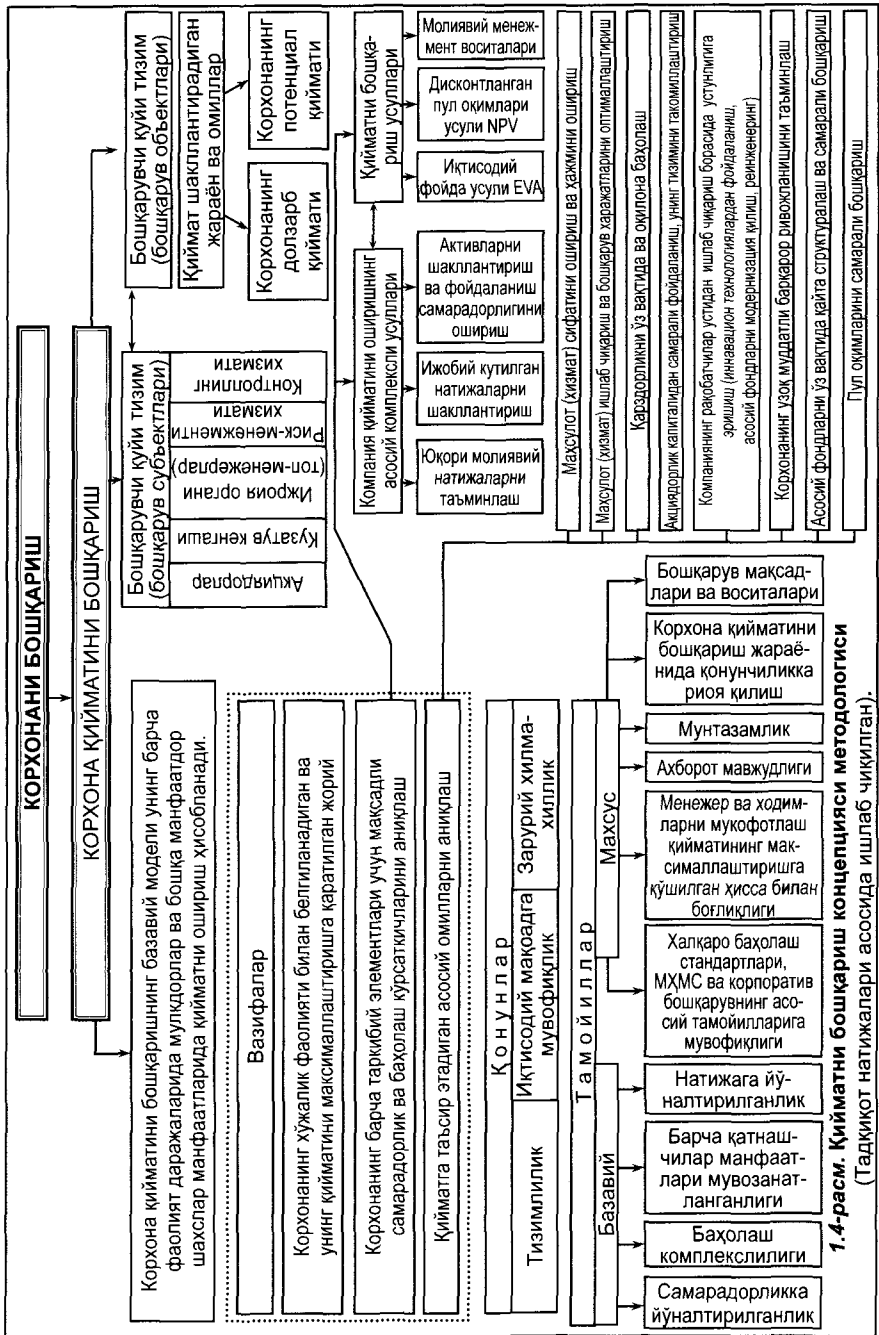 КОРХОНАНИ БОШҚАРИШ
КОРХОНА ҚИЙМАТИНИ БОШҚАРИШ
Корхона қийматини бошқаришнинг базавий модели унинг барча
фаолият даражаларида мулкдорлар ва бошка манфаатдор
шахслар манфаатларида қийматни ошириш ҳисобланади.
Бошқарувчи қуйи тизим
(бошқарув субъектлари)
Акциядорлар
Кузатув кенгаши
Ижроия органи
(топ-менежерлар)
Риск-менежменти
хизмати
Контроллинг
хизмати
Бошқарувчи қуйи тизим
(бошқарув объектлари)
Қиймат шакллантирадиган
жараён ва омиллар
Корхонанинг
долзарб
қиймати
Корхонанинг
потенциал
қиймати
Вазифалар
Корхонанинг хўжалик фаолияти билан белгиланадиган ва
унинг қийматини максималлаштиришга қаратилган жорий
Корхонанинг барча таркибий элементлари учун мақсадли
самарадорлик ва баҳолаш кўрсаткичларини аниқлаш
Қийматга таъсир этадиган асосий омилларни аниқлаш
Компания қийматини оширишнинг
асосий комплексли усуллари
Юқори молиявий
натижаларни
таъминлаш
Ижобий кутилган
натижаларни
шакллантириш
Активларни
шакллантириш
ва фойдаланиш
самарадорлигини
ошириш
Қийматни бошқа-
риш усуллари
Иқтисодий
фойда усули EVA
Дисконтланган
пул оқимлари
усули NPV
Молиявий менеж-
мент воситалари
Қонунлар
Тизимлилик
Иқтисодий мақоадга
мувофиқлик
Зарурий хилма-
хиллик
Тамойиллар
Базавий
Махсус
Самарадорликка
йўналтирилганлик
Баҳолаш
комплекслилиги
Барча қатнаш-
чилар манфаат-
лари мувозанат-
ланганлиги
Натижага йў-
налтирилганлик
Халқаро баҳолаш
стандартлари,
МҲМС ва корпоратив
бошқарувнинг асо-
сий тамойилларига
мувофиқлиги
Менежер ва ходим-
ларни мукофотлаш
қийматининг мак-
сималлаштиришга
қўшилган ҳисса билан
боғлиқлиги
Ахборот мавжудлиги
Мунтазамлик
Корхона қийматини
бошқариш жараё-
нида қонунчиликка
риоя қилиш
Бошқарув мақсад-
лари ва воситалари
Маҳсулот (хизмат) сифатини ошириш ва ҳажмини ошириш
Махсулот (хизмат) ишлаб чиқариш ва бошқарув харажатларини оптималлаштириш
Қарздорликни ўз вақтида ва оқилона баҳолаш
Акциядорлик капиталидан самарали фойдаланиш, унинг тизимини такомиллаштириш
Компаниянинг рақобатчилар устидан ишлаб чиқариш борасида устунлигига
эришиш (иннавацион технологиялардан фойдаланиш,
асосий фондларни модернизация қилиш, реинженеринг)
Корхонанинг узоқ муддатли барқарор ривожланишини таъминлаш
Асосий фондларни ўз вақтида қайта структуралаш ва самарали бошқариш
Пул оқимларини самарали бошқариш
1.4-расм. Қийматни бошқариш концепцияси методологиси
(Тадқиқот натижалари асосида ишлаб чиқилган).